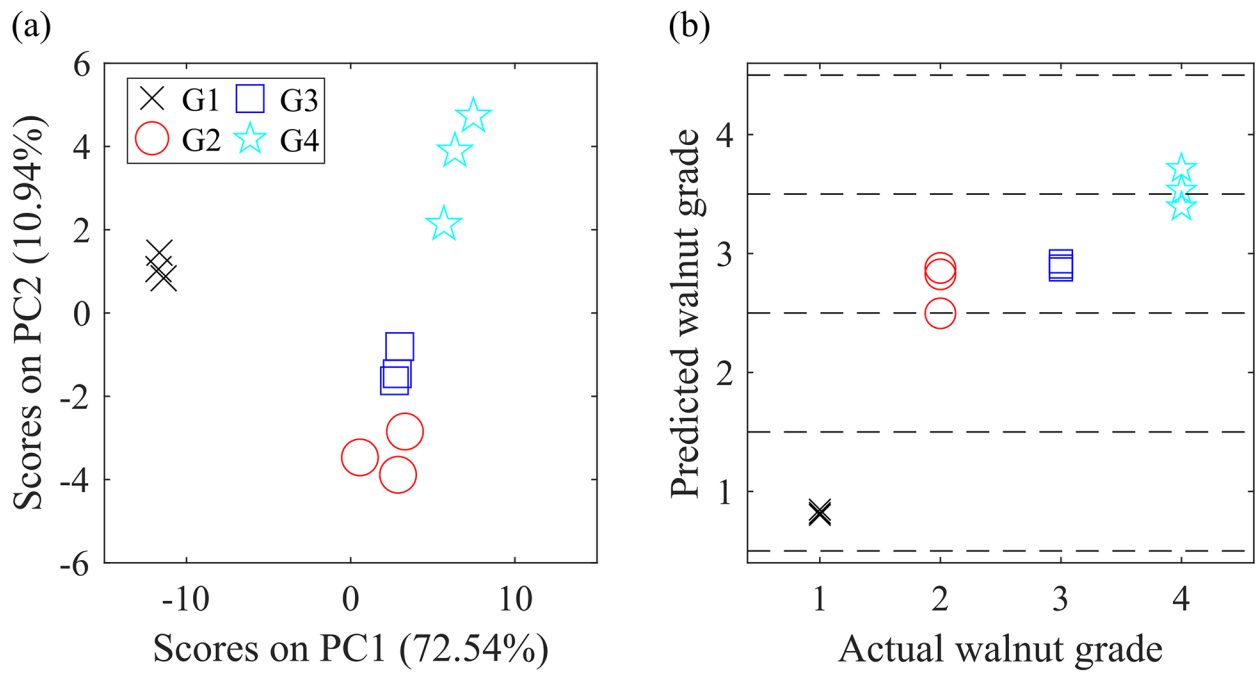 (a)
Scores on PC2 (10.94%)
6
4
2
0
-2
-4
-6
G1 G3
G2 G4
-10 0 10
Scores on PC1 (72.54%)
(b)
Predicted walnut grade
4
3
2
1
1 2 3 4
Actual walnut grade